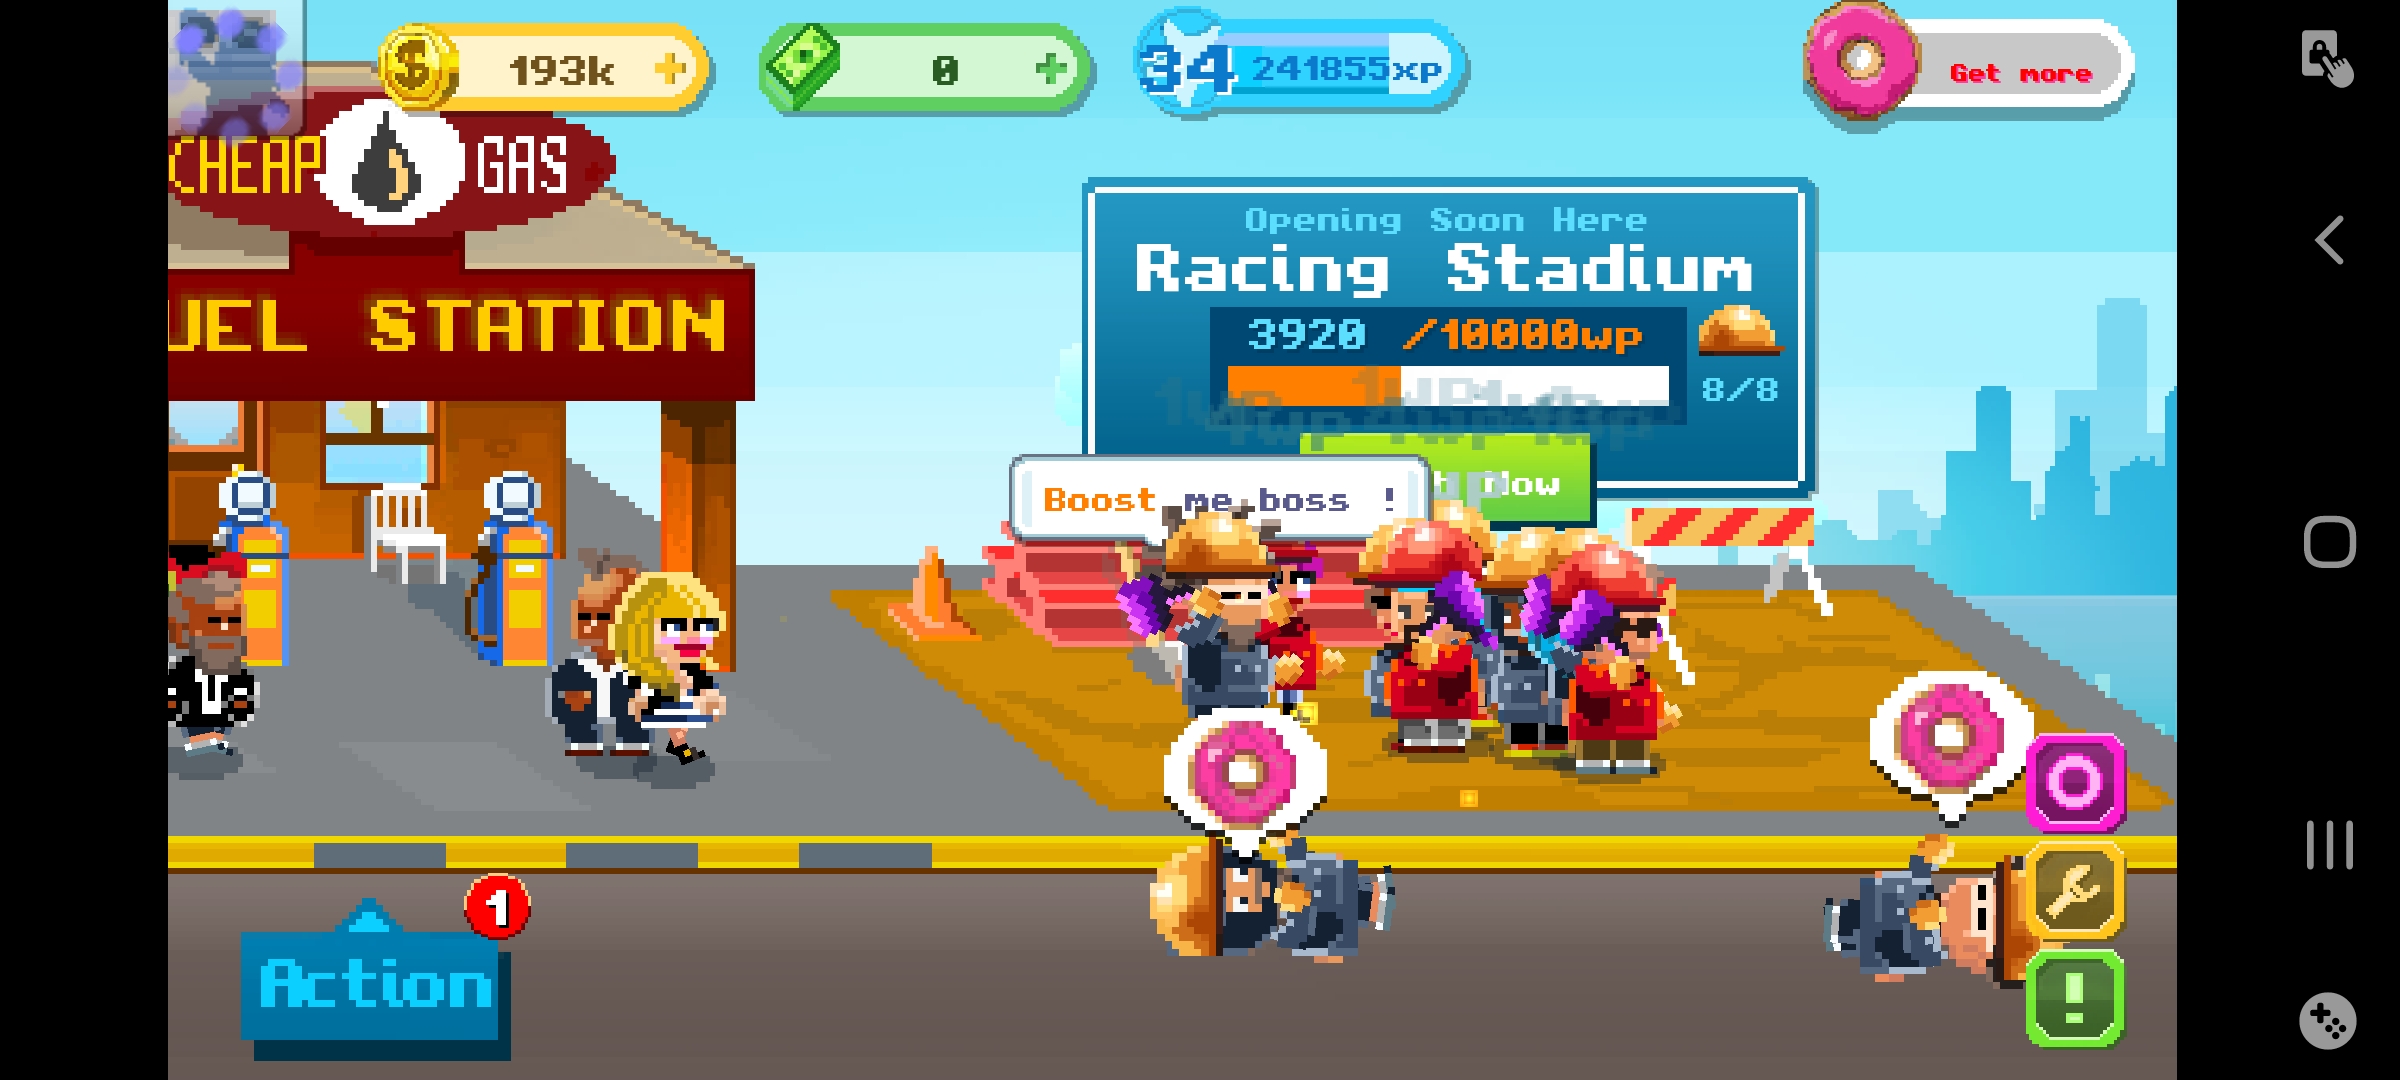 193k
0
34
241855xp
Get more
CHEAP GAS
UEL STATION
Opening Soon Here
Racing Stadium
3920 /10000wp
8/8
Now
Boost me boss !
1
Action